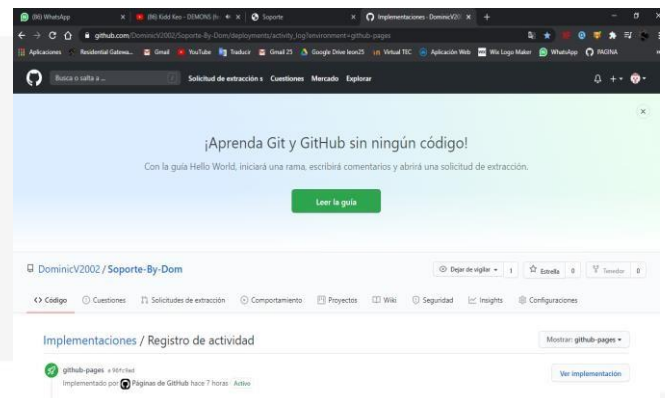 (86) WhatsApp
(86) Kidd Keo - DEMONS (
Soporte
Implementaciones · DominicV20
github.com/DominicV2002/Soporte-By-Dom/deployments/activity_log?environment=github-pages
Aplicaciones Residential Gatewa... Gmail YouTube Traducir Gmail 25 Google Drive leon25 Virtual TEC Aplicación Web Wix Logo Maker WhatsApp PAGINA
Busca o salta a ... / Solicitud de extracción s Cuestiones Mercado Explorar
¡Aprenda Git y GitHub sin ningún código!
Con la guía Hello World, iniciará una rama, escribirá comentarios y abrirá una solicitud de extracción.
Leer la guía
DominicV2002 / Soporte-By-Dom
Dejar de vigilar 1 Estrella 0 Tenedor 0
Código Cuestiones Solicitudes de extracción Comportamiento Proyectos Wiki Seguridad Insights Configuraciones
Implementaciones / Registro de actividad
Mostrar: github-pages
github-pages
Implementado por Páginas de GitHub hace 7 horas Activo
Ver implementación